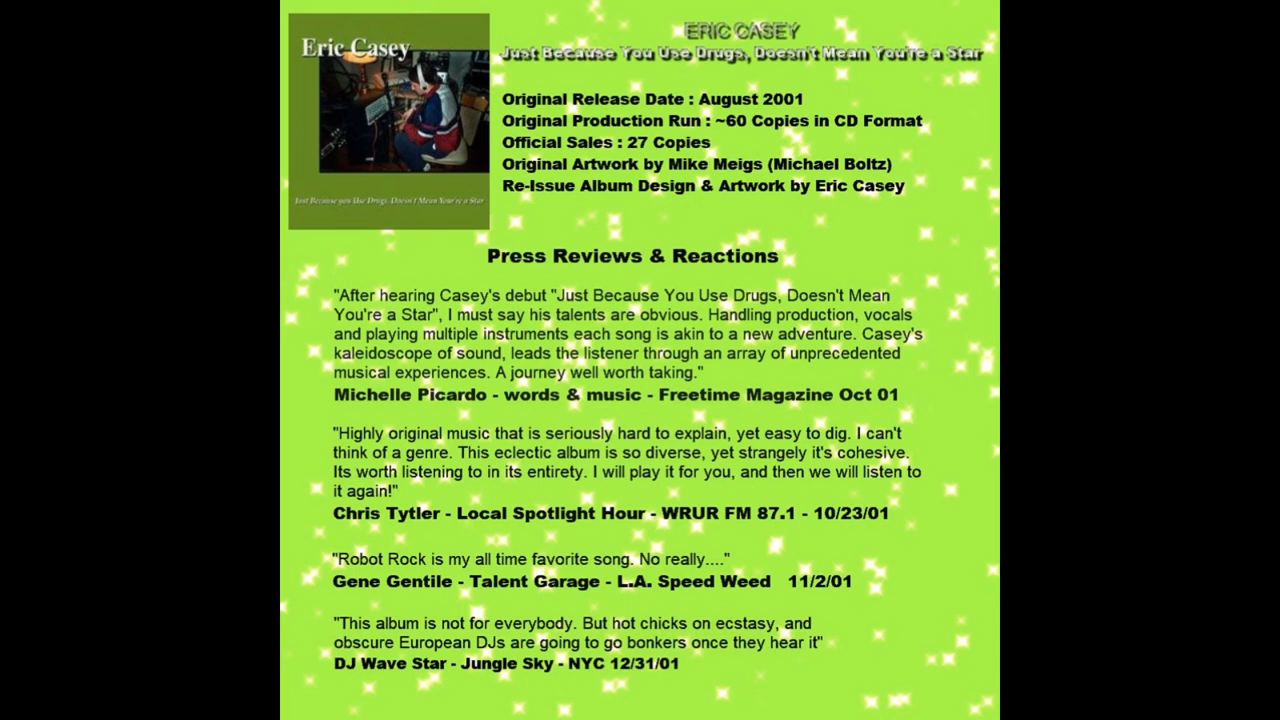 Eric Casey
Just Because you Use Drugs, Doesn't Mean Your're a Star
ERIC CASEY
Just Because You Use Drugs, Doesn't Mean You're a Star
Original Release Date : August 2001
Original Production Run : ~60 Copies in CD Format
Official Sales : 27 Copies
Original Artwork by Mike Meigs (Michael Boltz)
Re-Issue Album Design & Artwork by Eric Casey
Press Reviews & Reactions
"After hearing Casey's debut "Just Because You Use Drugs, Doesn't Mean
You're a Star", I must say his talents are obvious. Handling production, vocals
and playing multiple instruments each song is akin to a new adventure. Casey's
kaleidoscope of sound, leads the listener through an array of unprecedented
musical experiences. A journey well worth taking."
Michelle Picardo - words & music - Freetime Magazine Oct 01
"Highly original music that is seriously hard to explain, yet easy to dig. I can't
think of a genre. This eclectic album is so diverse, yet strangely it's cohesive.
Its worth listening to in its entirety. I will play it for you, and then we will listen to
it again!"
Chris Tytler - Local Spotlight Hour - WRUR FM 87.1 - 10/23/01
"Robot Rock is my all time favorite song. No really...."
Gene Gentile - Talent Garage - L.A. Speed Weed 11/2/01
"This album is not for everybody. But hot chicks on ecstasy, and
obscure European DJs are going to go bonkers once they hear it"
DJ Wave Star - Jungle Sky - NYC 12/31/01